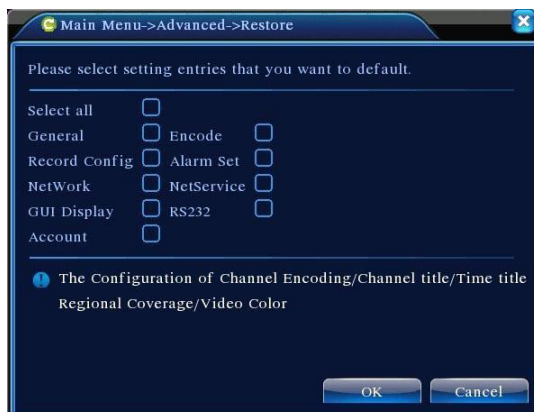 Main Menu->Advanced->Restore
Please select setting entries that you want to default.
Select all
General Encode
Record Config Alarm Set
NetWork NetService
GUI Display RS232
Account
The Configuration of Channel Encoding/Channel title/Time title
Regional Coverage/Video Color
OK Cancel